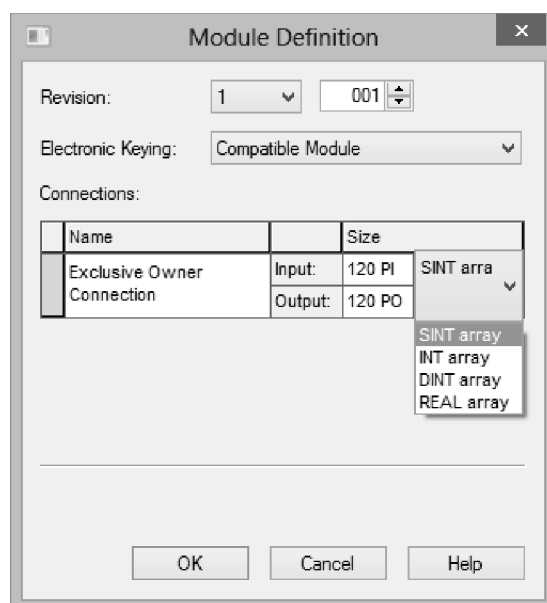 Module Definition
Revision: 1 001
Electronic Keying: Compatible Module
Connections:
Name Size
Exclusive Owner Connection Input: 120 PI SINT arra
Output: 120 PO
SINT array
INT array
DINT array
REAL array
OK Cancel Help